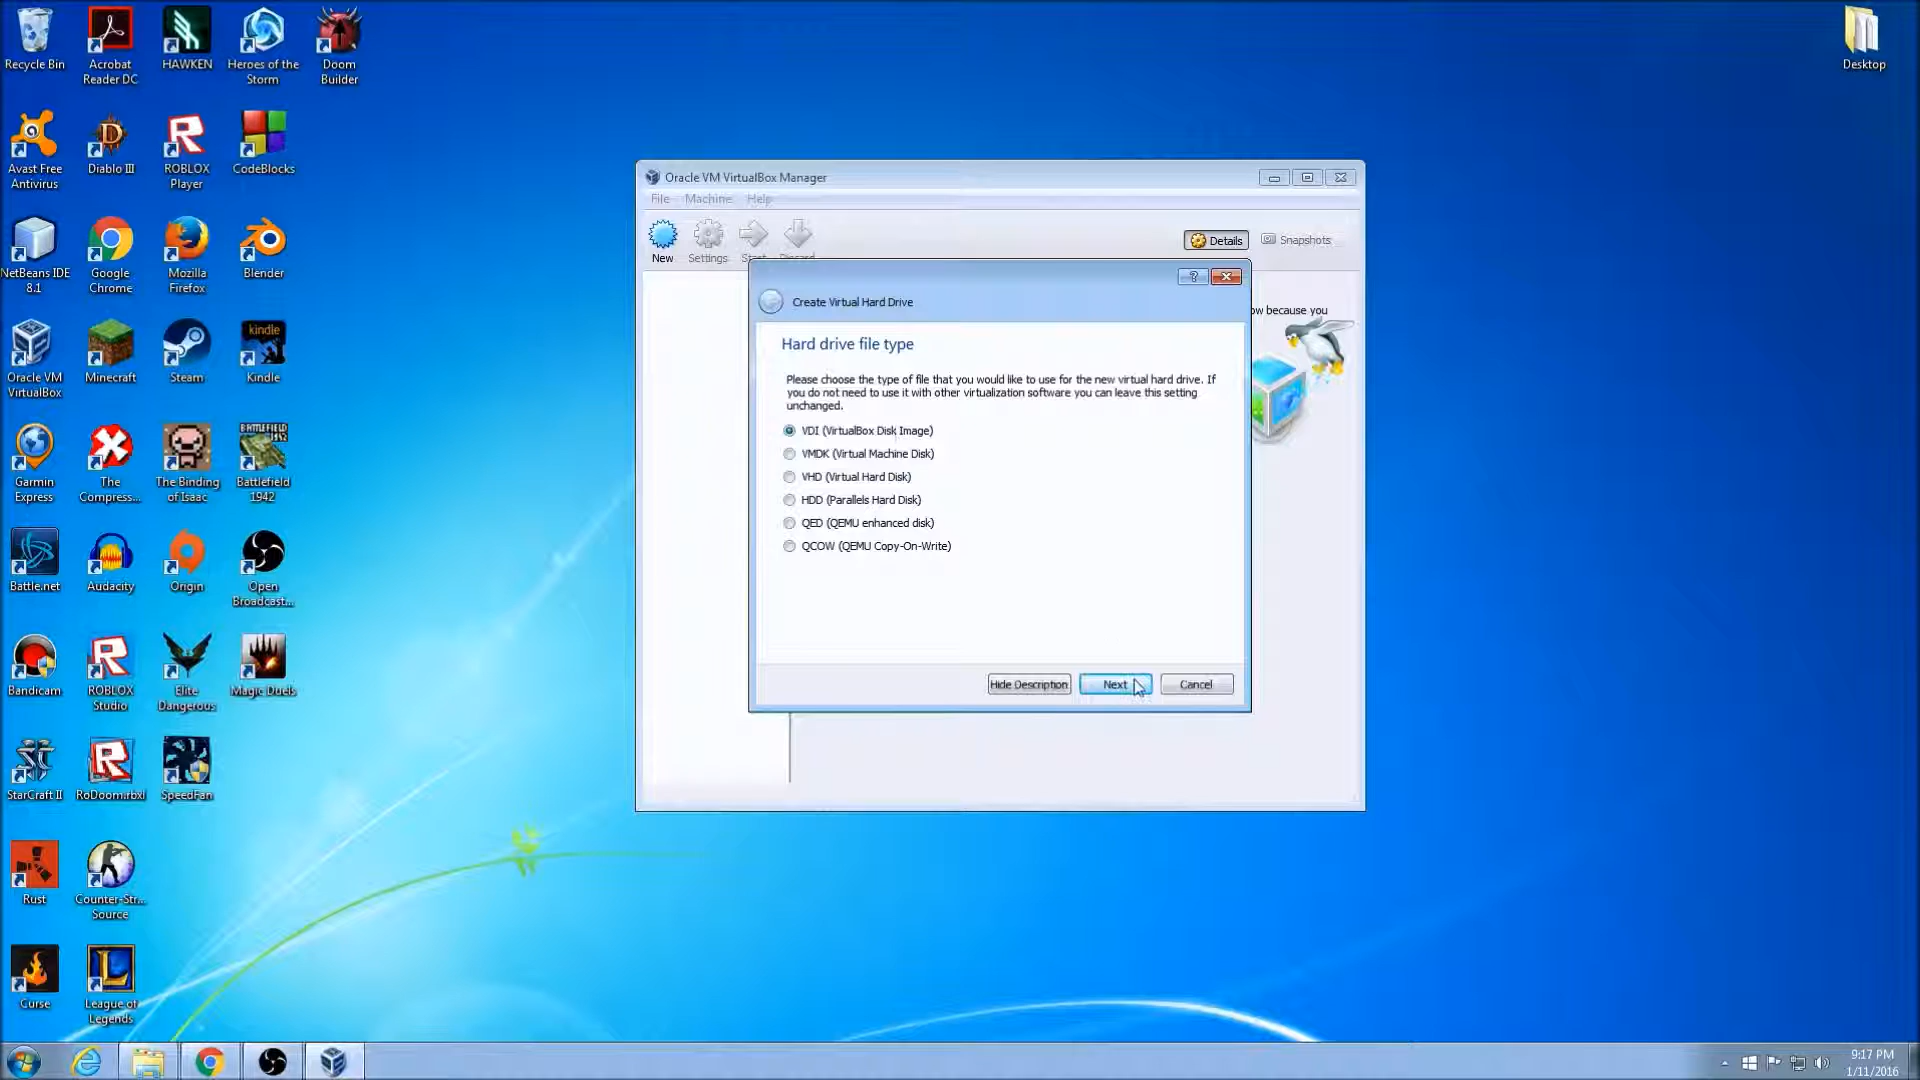 Recycle Bin
Acrobat
Reader DC
HAWKEN
Heroes of the
Storm
Doom
Builder
Desktop
Avast Free
Antivirus
Diablo III
ROBLOX
Player
CodeBlocks
NetBeans IDE
8.1
Google
Chrome
Mozilla
Firefox
Blender
Oracle VM
VirtualBox
Minecraft
Steam
kindle
Kindle
Garmin
Express
The
Compress...
The Binding
of Isaac
BATTLEFIELD
1942
Battlefield
1942
Battle.net
Audacity
Origin
Open
Broadcast...
Bandicam
ROBLOX
Studio
Elite
Dangerous
Magic Duels
StarCraft II
RoDoom.rbxl
SpeedFan
Rust
Counter-Str...
Source
Curse
League of
Legends
Oracle VM VirtualBox Manager
File Machine Help
New
Settings
Start
Discard
Details
Snapshots
ow because you
Create Virtual Hard Drive
Hard drive file type
Please choose the type of file that you would like to use for the new virtual hard drive. If
you do not need to use it with other virtualization software you can leave this setting
unchanged.
VDI (VirtualBox Disk Image)
VMDK (Virtual Machine Disk)
VHD (Virtual Hard Disk)
HDD (Parallels Hard Disk)
QED (QEMU enhanced disk)
QCOW (QEMU Copy-On-Write)
Hide Description
Next
Cancel
9:17 PM
1/11/2016